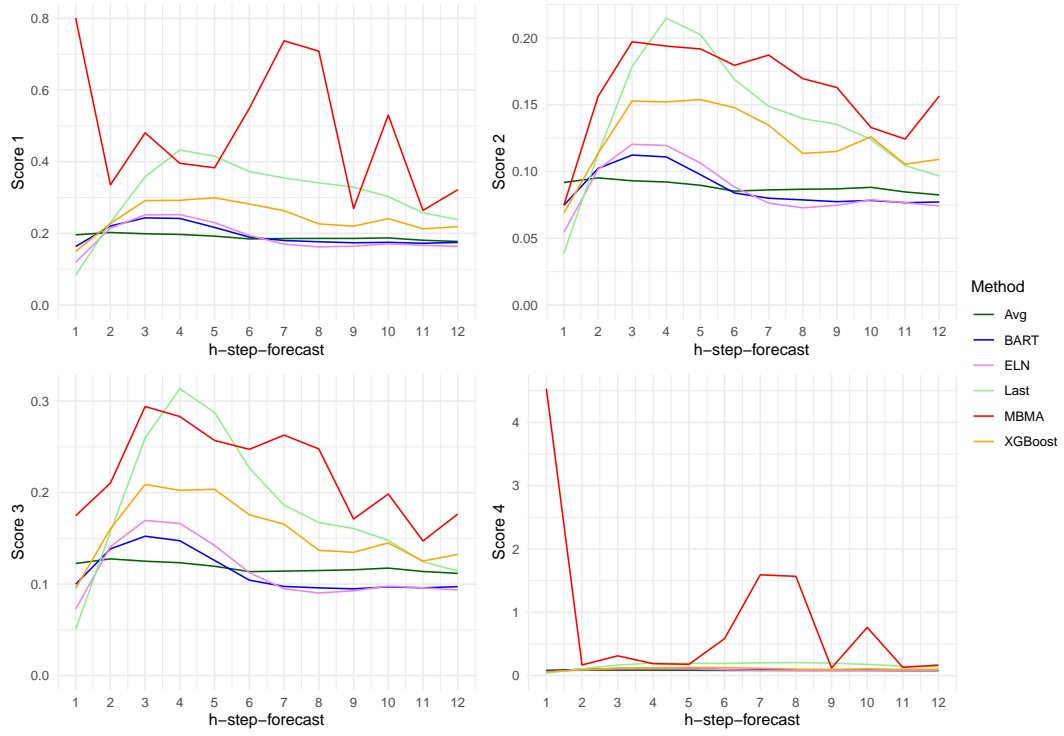 Score 1
0.8
0.6
0.4
0.2
0.0
1 2 3 4 5 6 7 8 9 10 11 12
h-step-forecast
Score 2
0.20
0.15
0.10
0.05
0.00
1 2 3 4 5 6 7 8 9 10 11 12
h-step-forecast
Score 3
0.3
0.2
0.1
0.0
1 2 3 4 5 6 7 8 9 10 11 12
h-step-forecast
Score 4
4
3
2
1
0
1 2 3 4 5 6 7 8 9 10 11 12
h-step-forecast
Method
Avg
BART
ELN
Last
MBMA
XGBoost